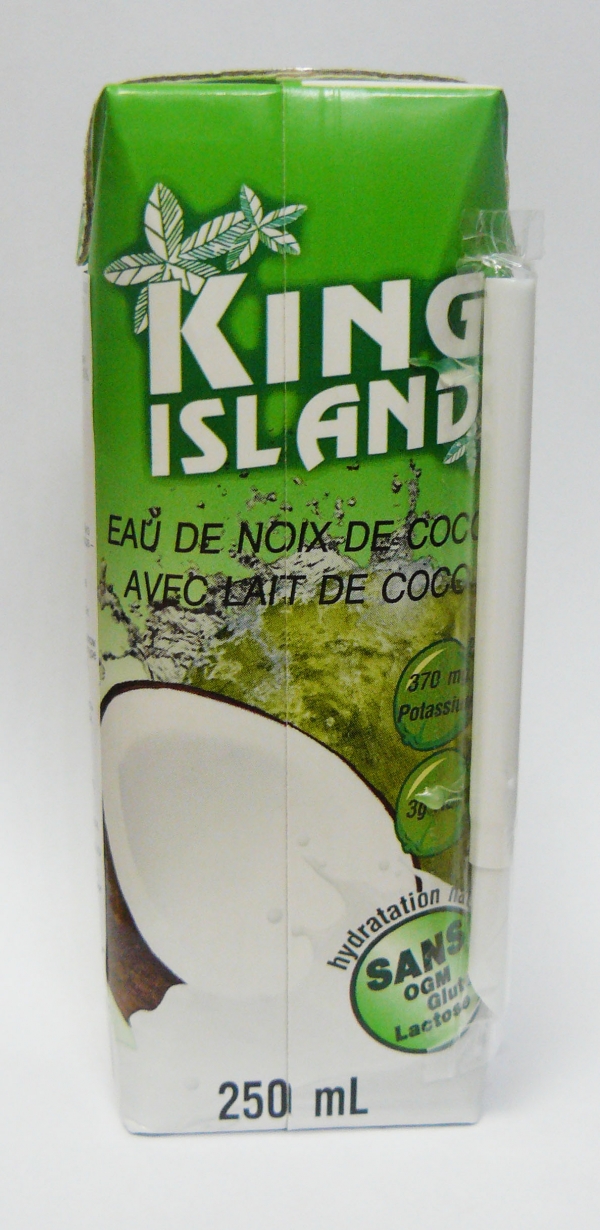 KING
ISLAND
EAU DE NOIX DE COCO
AVEC LAIT DE COCO
370 m
Potassium
3g
hydratation
SANS
OGM
Glut
Lactose
250 mL